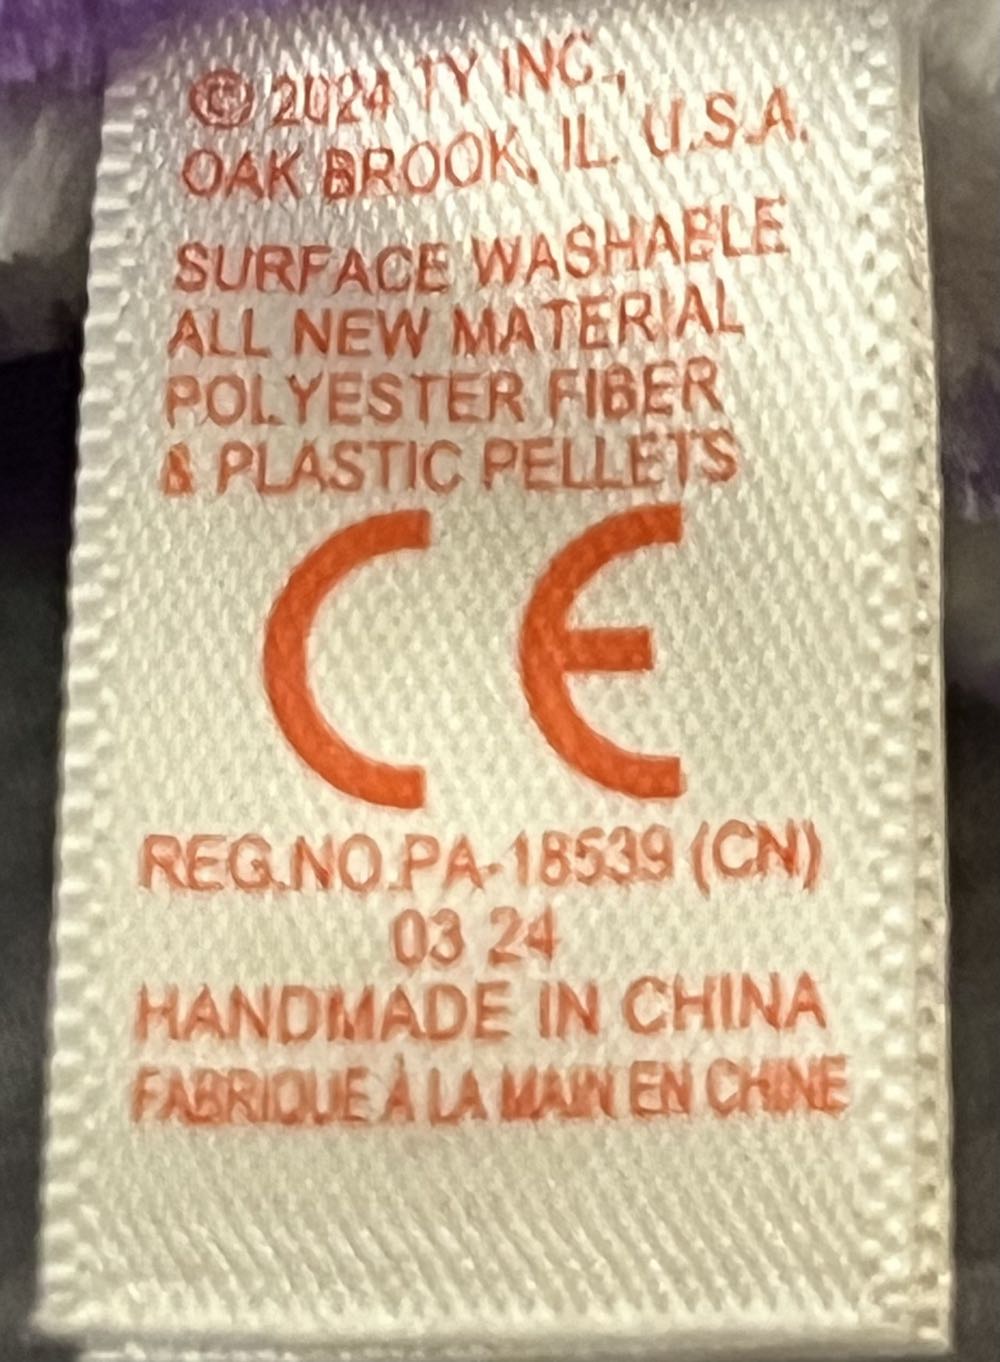 © 2024 TY INC.,
OAK BROOK, IL. U.S.A.
SURFACE WASHABLE
ALL NEW MATERIAL
POLYESTER FIBER
& PLASTIC PELLETS
CE
REG.NO.PA-18539 (CN)
03 24
HANDMADE IN CHINA
FABRIQUE À LA MAIN EN CHINE